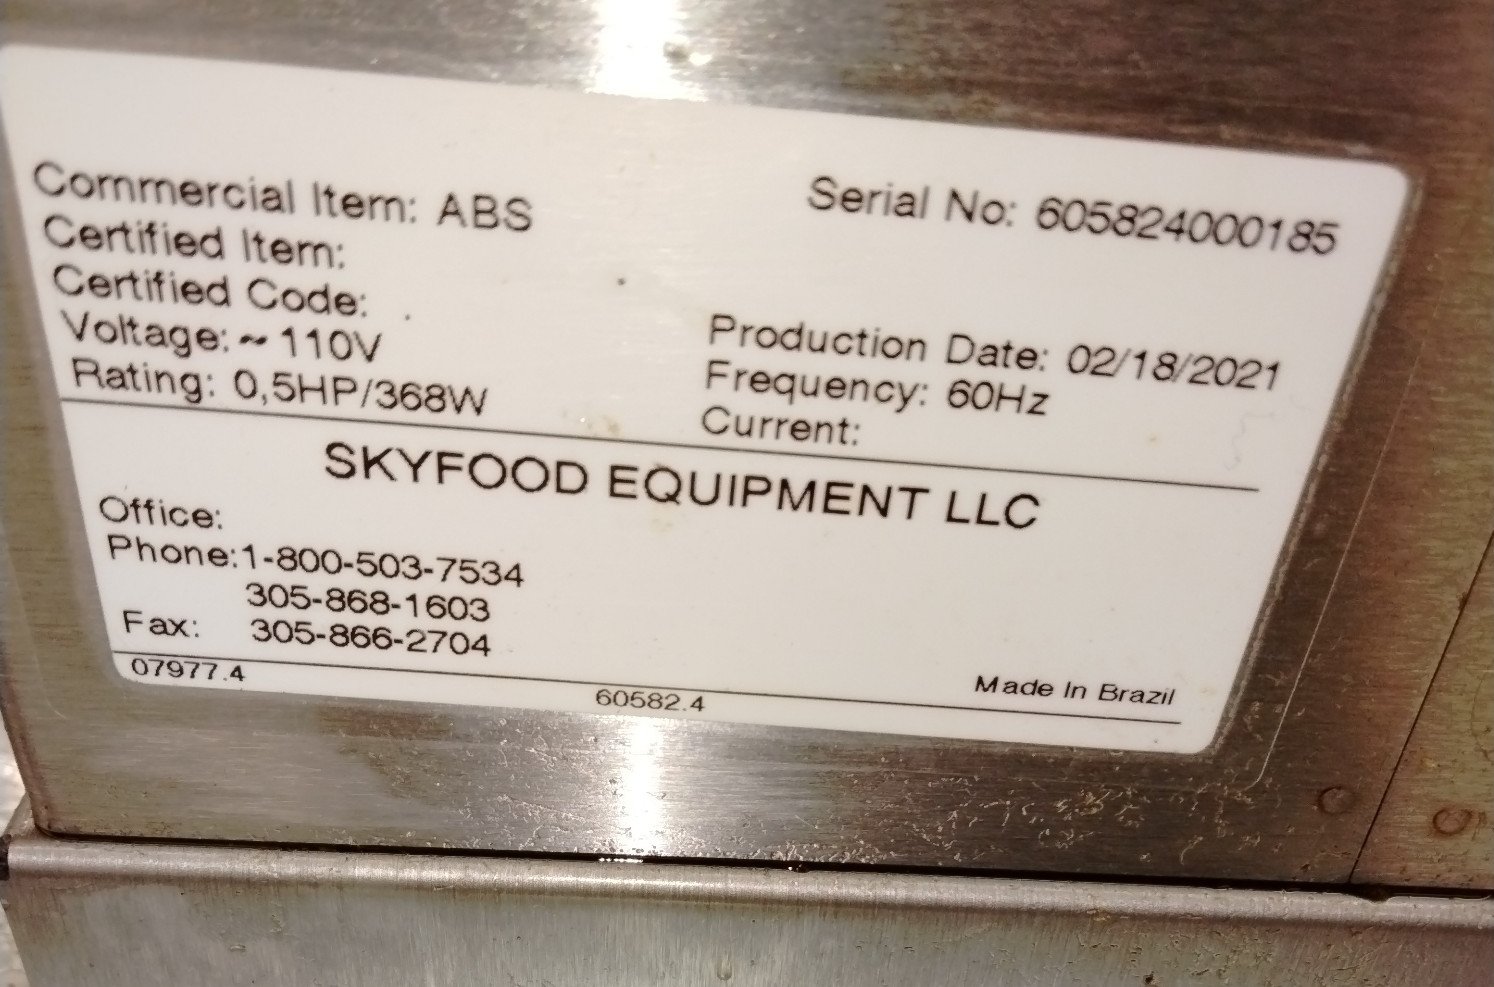 Commercial Item: ABS
Serial No: 605824000185
Certified Item:
Certified Code:
Voltage: ~ 110V
Production Date: 02/18/2021
Rating: 0,5HP/368W
Frequency: 60Hz
Current:
SKYFOOD EQUIPMENT LLC
Office:
Phone:1-800-503-7534
305-868-1603
Fax: 305-866-2704
07977.4
60582.4
Made In Brazil